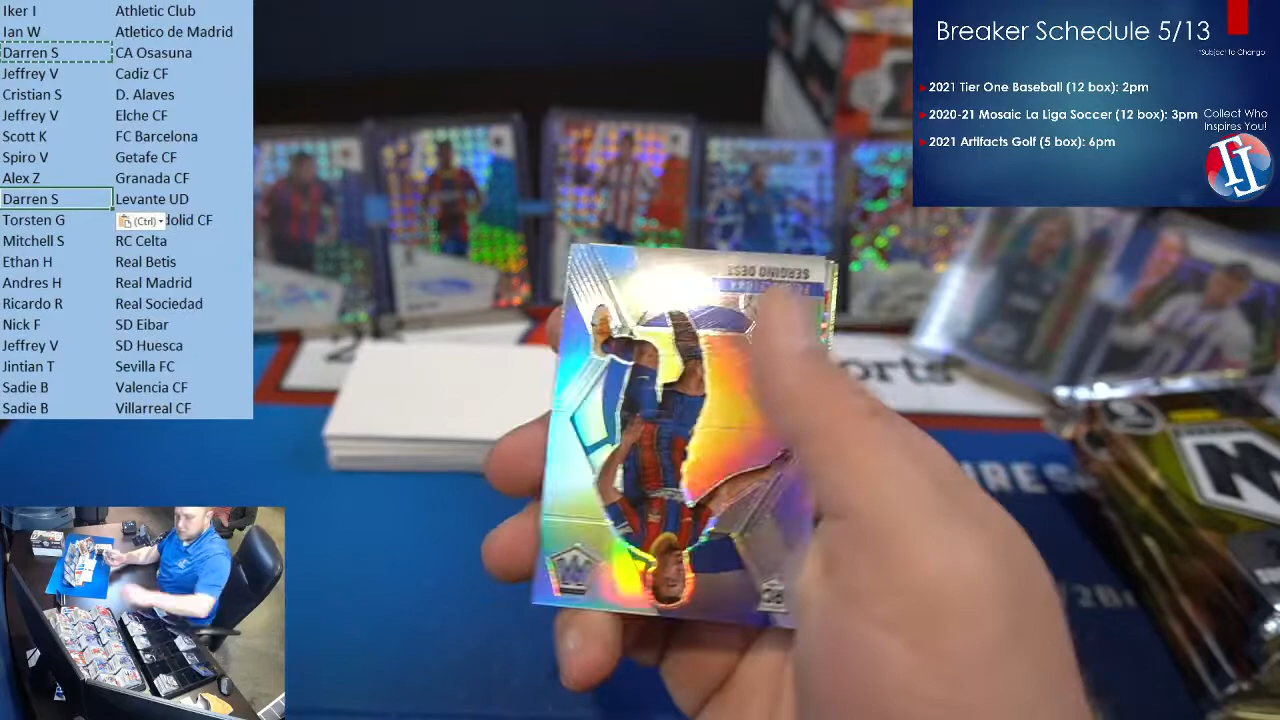 Iker I Athletic Club
Ian W Atletico de Madrid
Darren S CA Osasuna
Jeffrey V Cadiz CF
Cristian S D. Alaves
Jeffrey V Elche CF
Scott K FC Barcelona
Spiro V Getafe CF
Alex Z Granada CF
Darren S Levante UD
Torsten G (Ctrl) dolid CF
Mitchell S RC Celta
Ethan H Real Betis
Andres H Real Madrid
Ricardo R Real Sociedad
Nick F SD Eibar
Jeffrey V SD Huesca
Jintian T Sevilla FC
Sadie B Valencia CF
Sadie B Villarreal CF
Breaker Schedule 5/13
*Subject to Change
2021 Tier One Baseball (12 box): 2pm
2020-21 Mosaic La Liga Soccer (12 box): 3pm
2021 Artifacts Golf (5 box): 6pm
Collect Who
Inspires You!
SERGINO DEST
RC